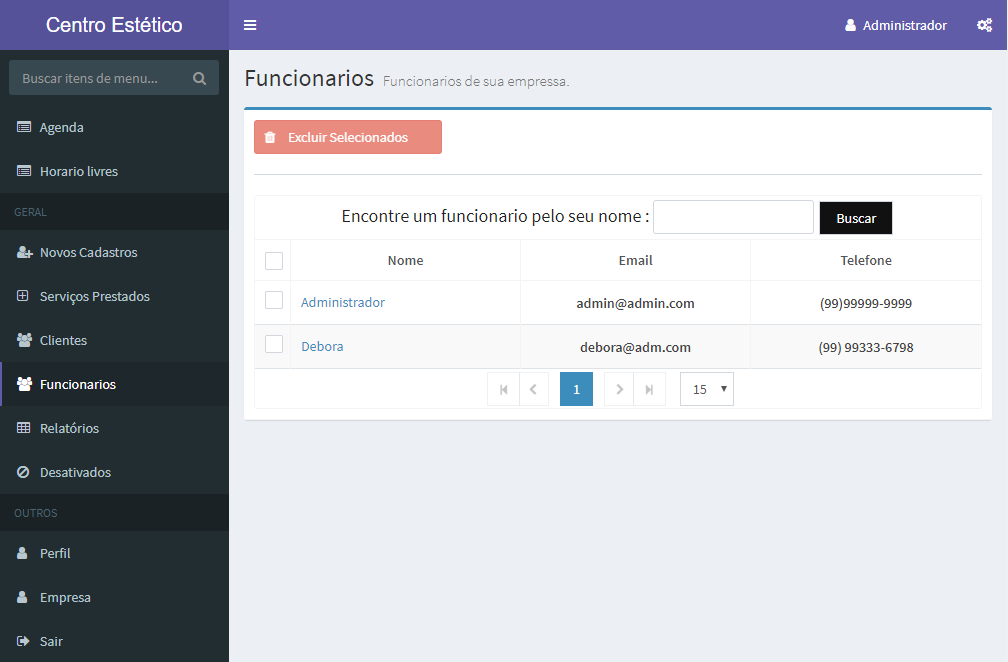 Centro Estético
Administrador
Buscar itens de menu...
Agenda
Horario livres
GERAL
Novos Cadastros
Serviços Prestados
Clientes
Funcionarios
Relatórios
Desativados
OUTROS
Perfil
Empresa
Sair
Funcionarios Funcionarios de sua empressa.
Excluir Selecionados
Encontre um funcionario pelo seu nome : Buscar
Nome Email Telefone
Administrador admin@admin.com (99)99999-9999
Debora debora@adm.com (99) 99333-6798
1 15